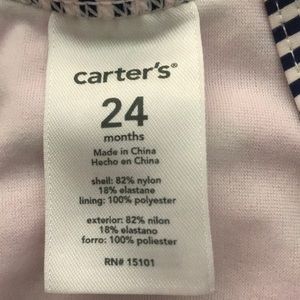 carter's®
24
months
Made in China
Hecho en China
shell: 82% nylon
18% elastane
lining: 100% polyester
exterior: 82% nilon
18% elastano
forro: 100% poliester
RN# 15101